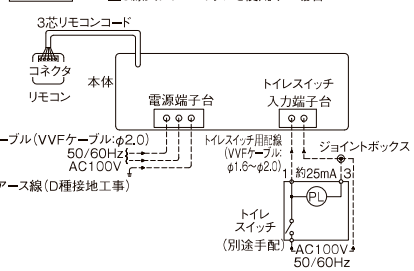 3芯リモコンコード
コネクタ
リモコン
本体
電源端子台
トイレスイッチ
入力端子台
ーブル(VVFケーブル:φ2.0)
50/60Hz
AC100V
アース線(D種接地工事)
トイレスイッチ用配線
(VVFケーブル:
φ1.6〜φ2.0)
ジョイントボックス
1 約25mA 3
PL
トイレ
スイッチ
(別途手配)
AC100V
50/60Hz